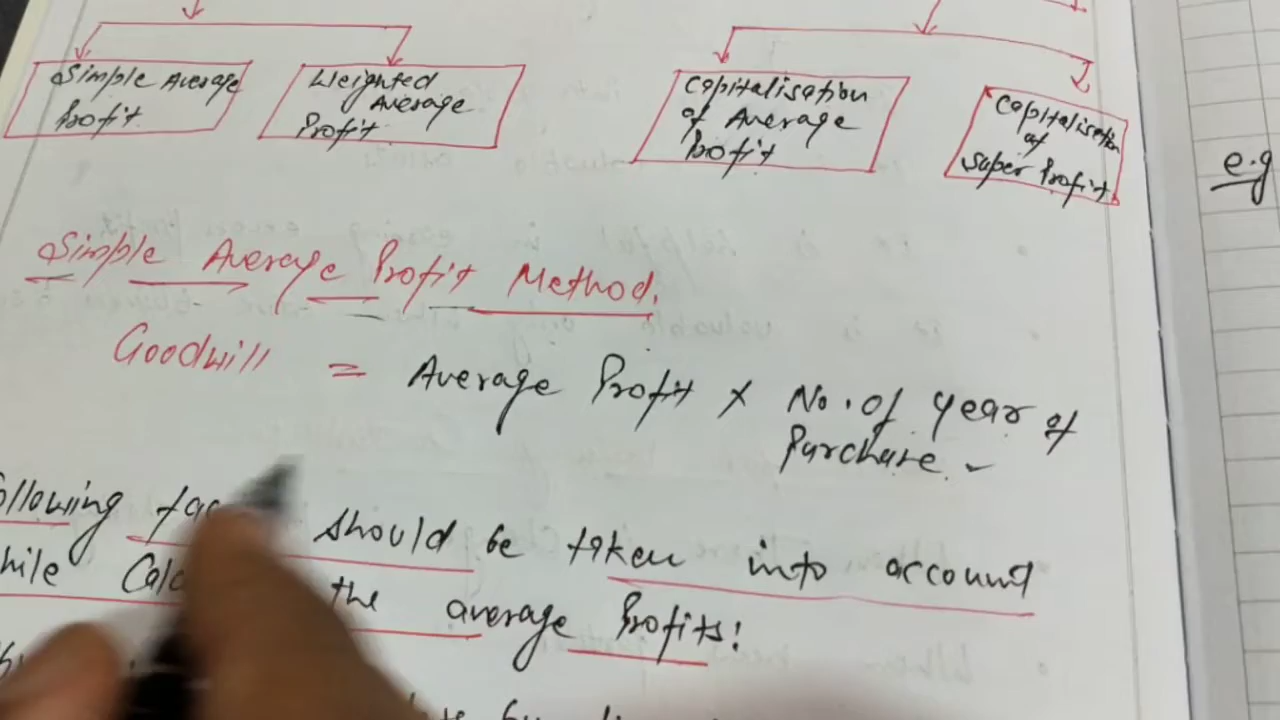 Simple Average
Profit
Weighted
Average
Profit
Capitalisation
of Average
Profit
Capitalisation
of
super Profit
e.g
Simple Average Profit Method.
Goodwill = Average Profit × No. of year of
Purchase
should be taken into account
the average Profits: